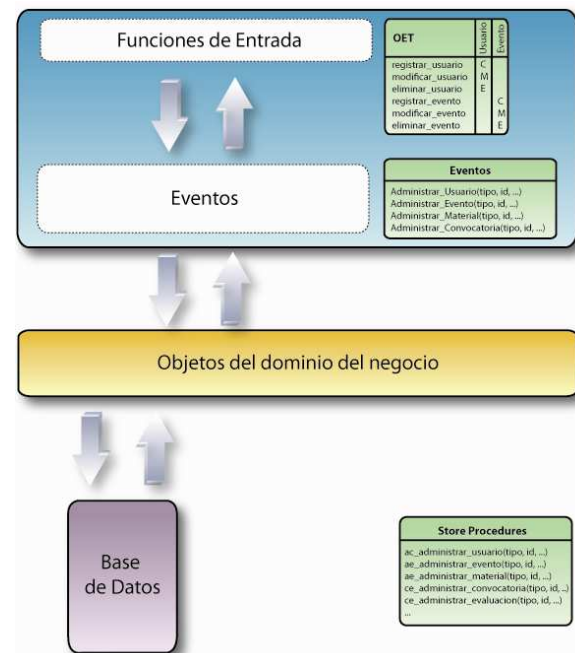 Funciones de Entrada
OET Usuario Evento
registrar_usuario C
modificar_usuario M
eliminar_usuario E
registrar_evento C
modificar_evento M
eliminar_evento E
Eventos
Eventos
Administrar_Usuario(tipo, id, ...)
Administrar_Evento(tipo, id, ...)
Administrar_Material(tipo, id, ...)
Administrar_Convocatoria(tipo, id, ...)
Objetos del dominio del negocio
Base
de Datos
Store Procedures
ac_administrar_usuario(tipo, id, ...)
ae_administrar_evento(tipo, id, ...)
ae_administrar_material(tipo, id, ...)
ce_administrar_convocatoria(tipo, id, ..)
ce_administrar_evaluacion(tipo, id, ...)
...